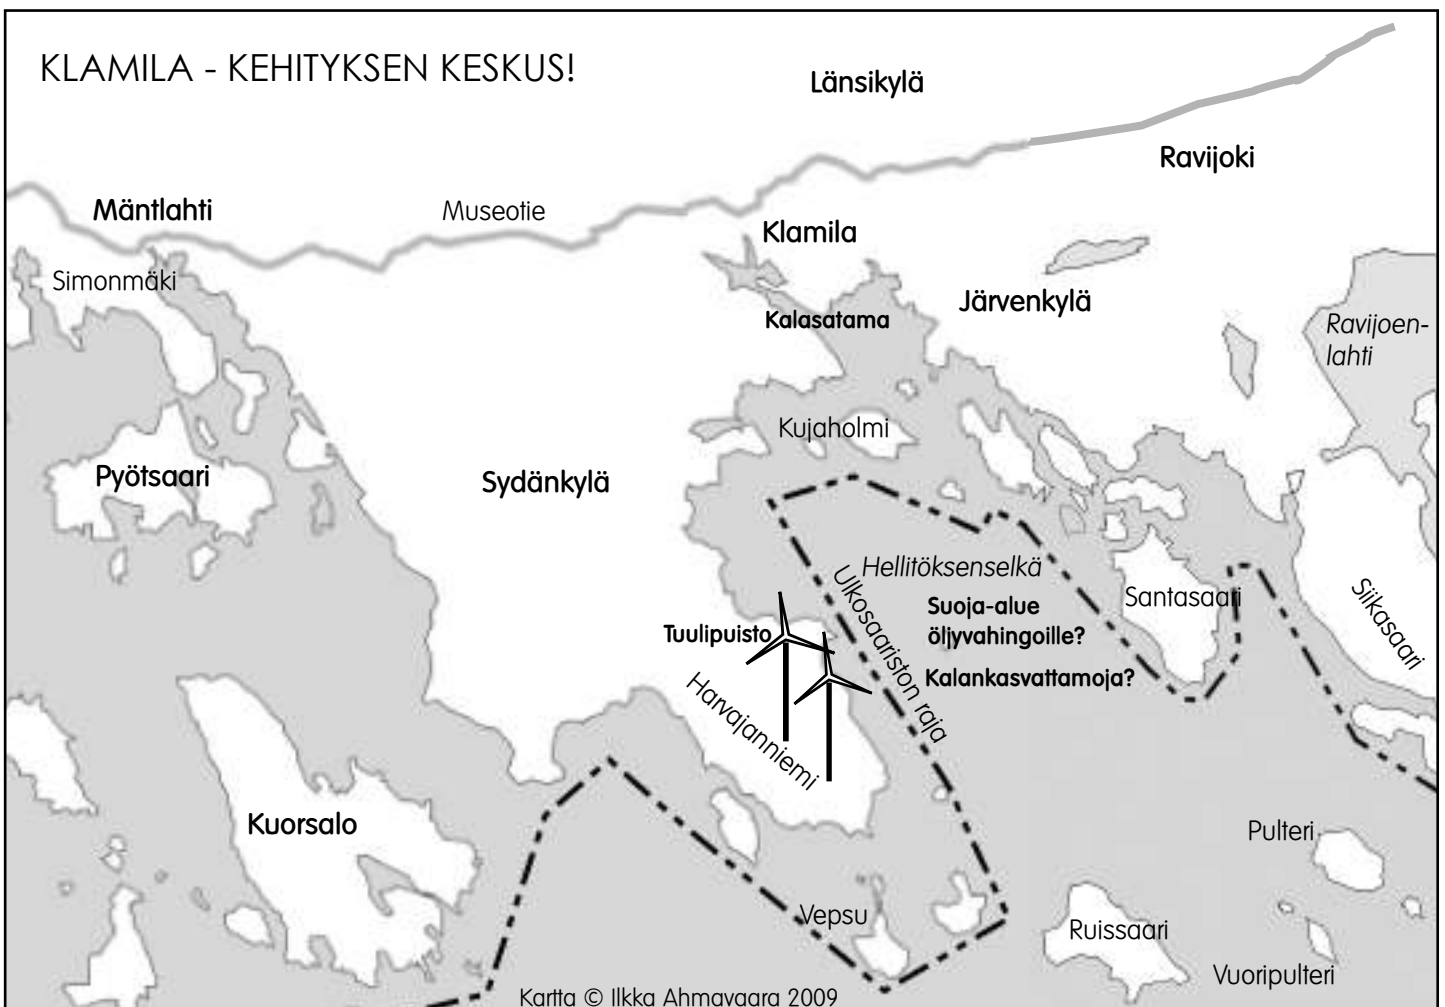 KLAMILA - KEHITYKSEN KESKUS!
Länsikylä
Ravijoki
Mäntlahti
Museotie
Klamila
Simonmäki
Järvenkylä
Kalasatama
Ravijoen-
lahti
Kujaholmi
Pyötsaari
Sydänkylä
Hellitöksenselkä
Ulkosaariston raja
Suoja-alue
öljyvahingoille?
Santasaari
Siikasaari
Tuulipuisto
Kalankasvattamoja?
Harvajanniemi
Kuorsalo
Pulteri
Vepsu
Ruissaari
Vuoripulteri
Kartta © Ilkka Ahmavaara 2009